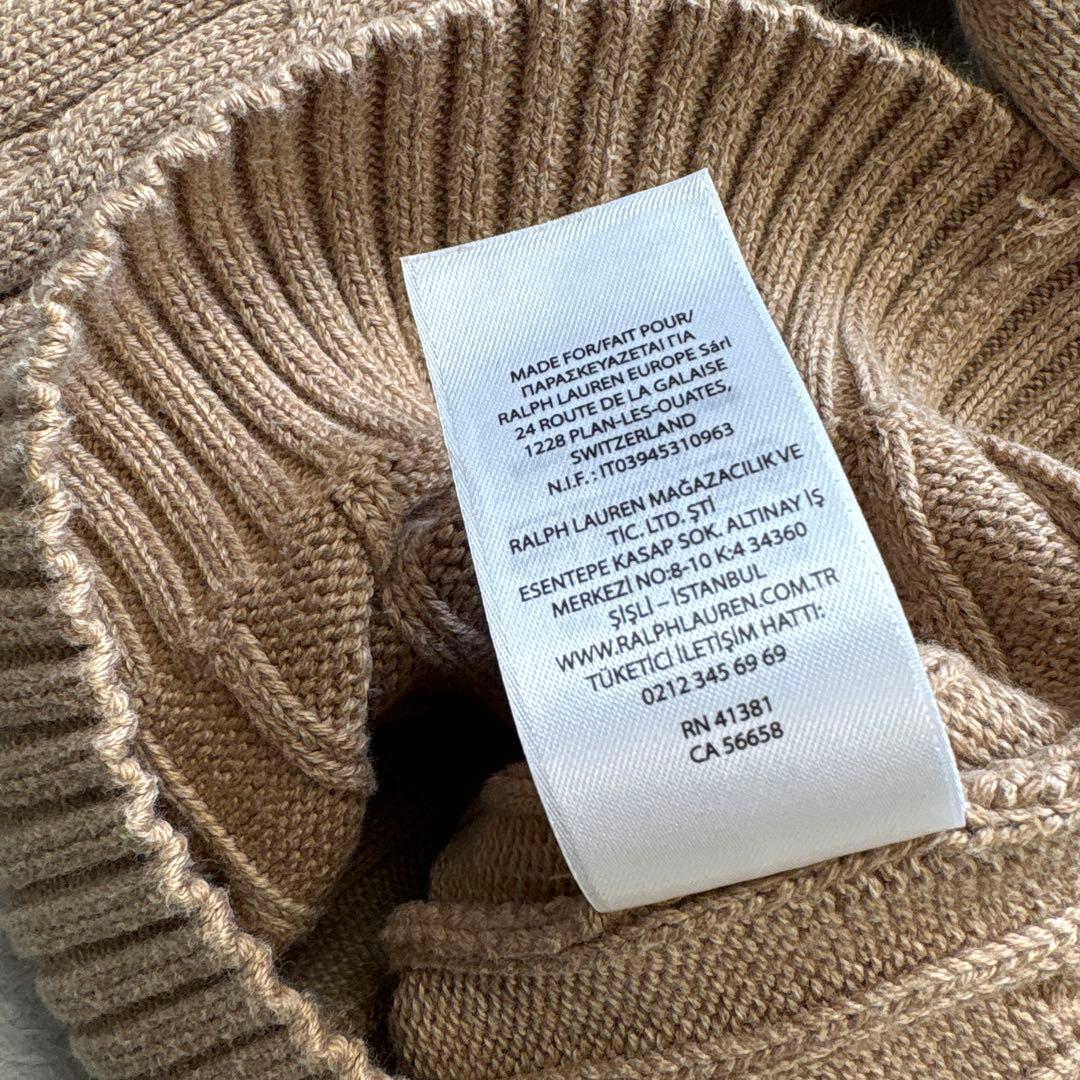 MADE FOR/FAIT POUR/
ΠΑΡΑΣΚΕΥΑΖΕΤΑΙ ΓΙΑ
RALPH LAUREN EUROPE Sárl
24 ROUTE DE LA GALAISE
1228 PLAN-LES-OUATES,
SWITZERLAND
N.I.F. : IT03945310963
RALPH LAUREN MAĞAZACILIK VE
TİC. LTD. ŞTİ
ESENTEPE KASAP SOK. ALTINAY İŞ
MERKEZİ NO:8-10 K:4 34360
ŞİŞLİ – İSTANBUL
WWW.RALPHLAUREN.COM.TR
TÜKETİCİ İLETİŞİM HATTI:
0212 345 69 69
RN 41381
CA 56658